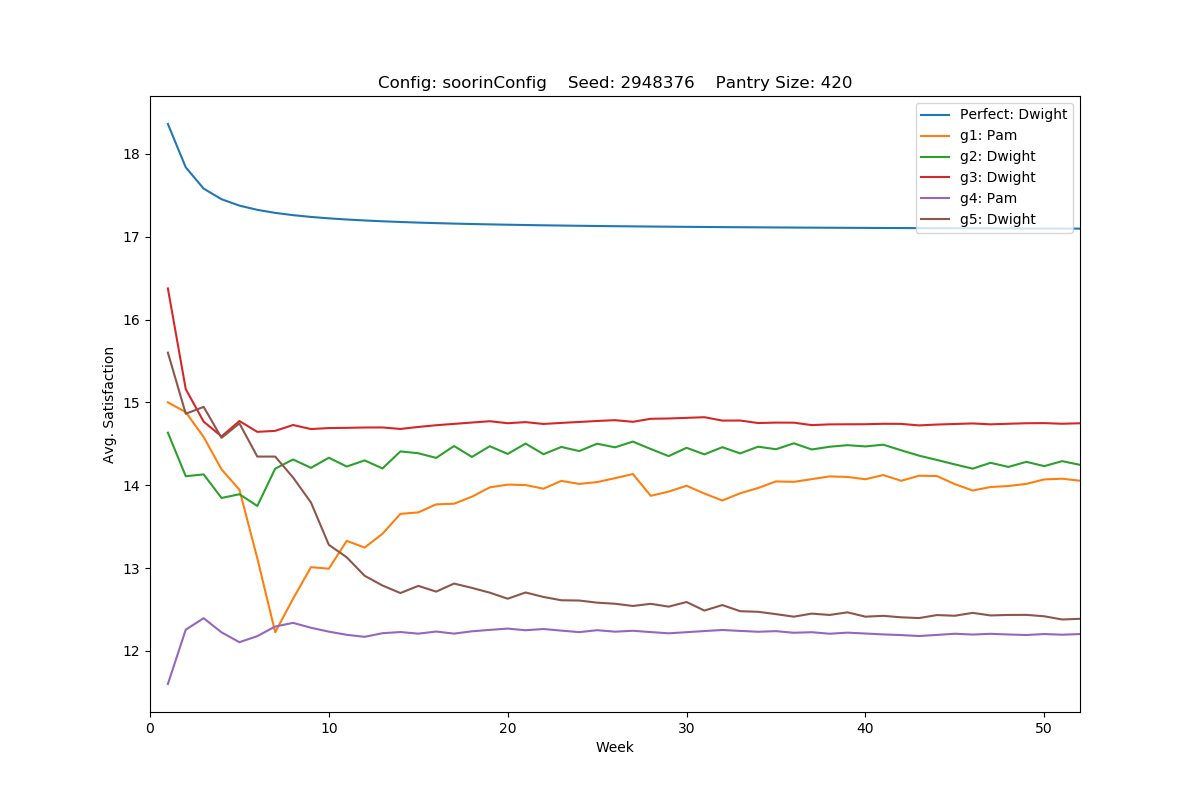 Config: soorinConfig    Seed: 2948376    Pantry Size: 420
Perfect: Dwight
g1: Pam
g2: Dwight
g3: Dwight
g4: Pam
g5: Dwight
18
17
16
15
14
13
12
Avg. Satisfaction
0 10 20 30 40 50
Week